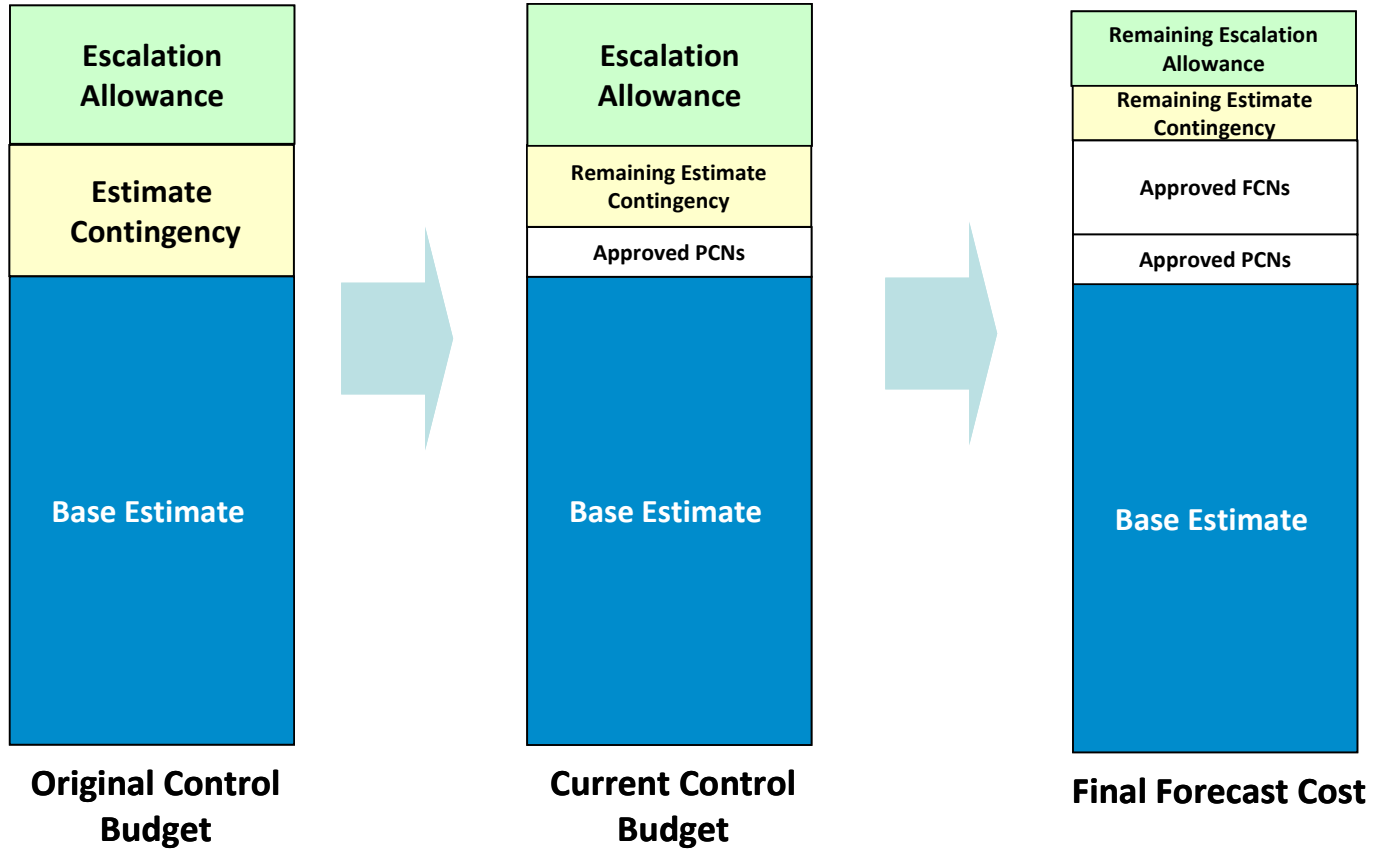 Escalation
Allowance
Estimate
Contingency
Base Estimate
Original Control
Budget
Escalation
Allowance
Remaining Estimate
Contingency
Approved PCNs
Base Estimate
Current Control
Budget
Remaining Escalation
Allowance
Remaining Estimate
Contingency
Approved FCNs
Approved PCNs
Base Estimate
Final Forecast Cost